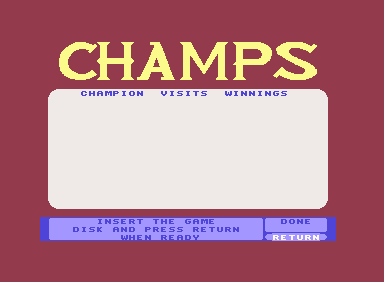 CHAMPS
CHAMPION VISITS WINNINGS
INSERT THE GAME
DISK AND PRESS RETURN
WHEN READY
DONE
RETURN